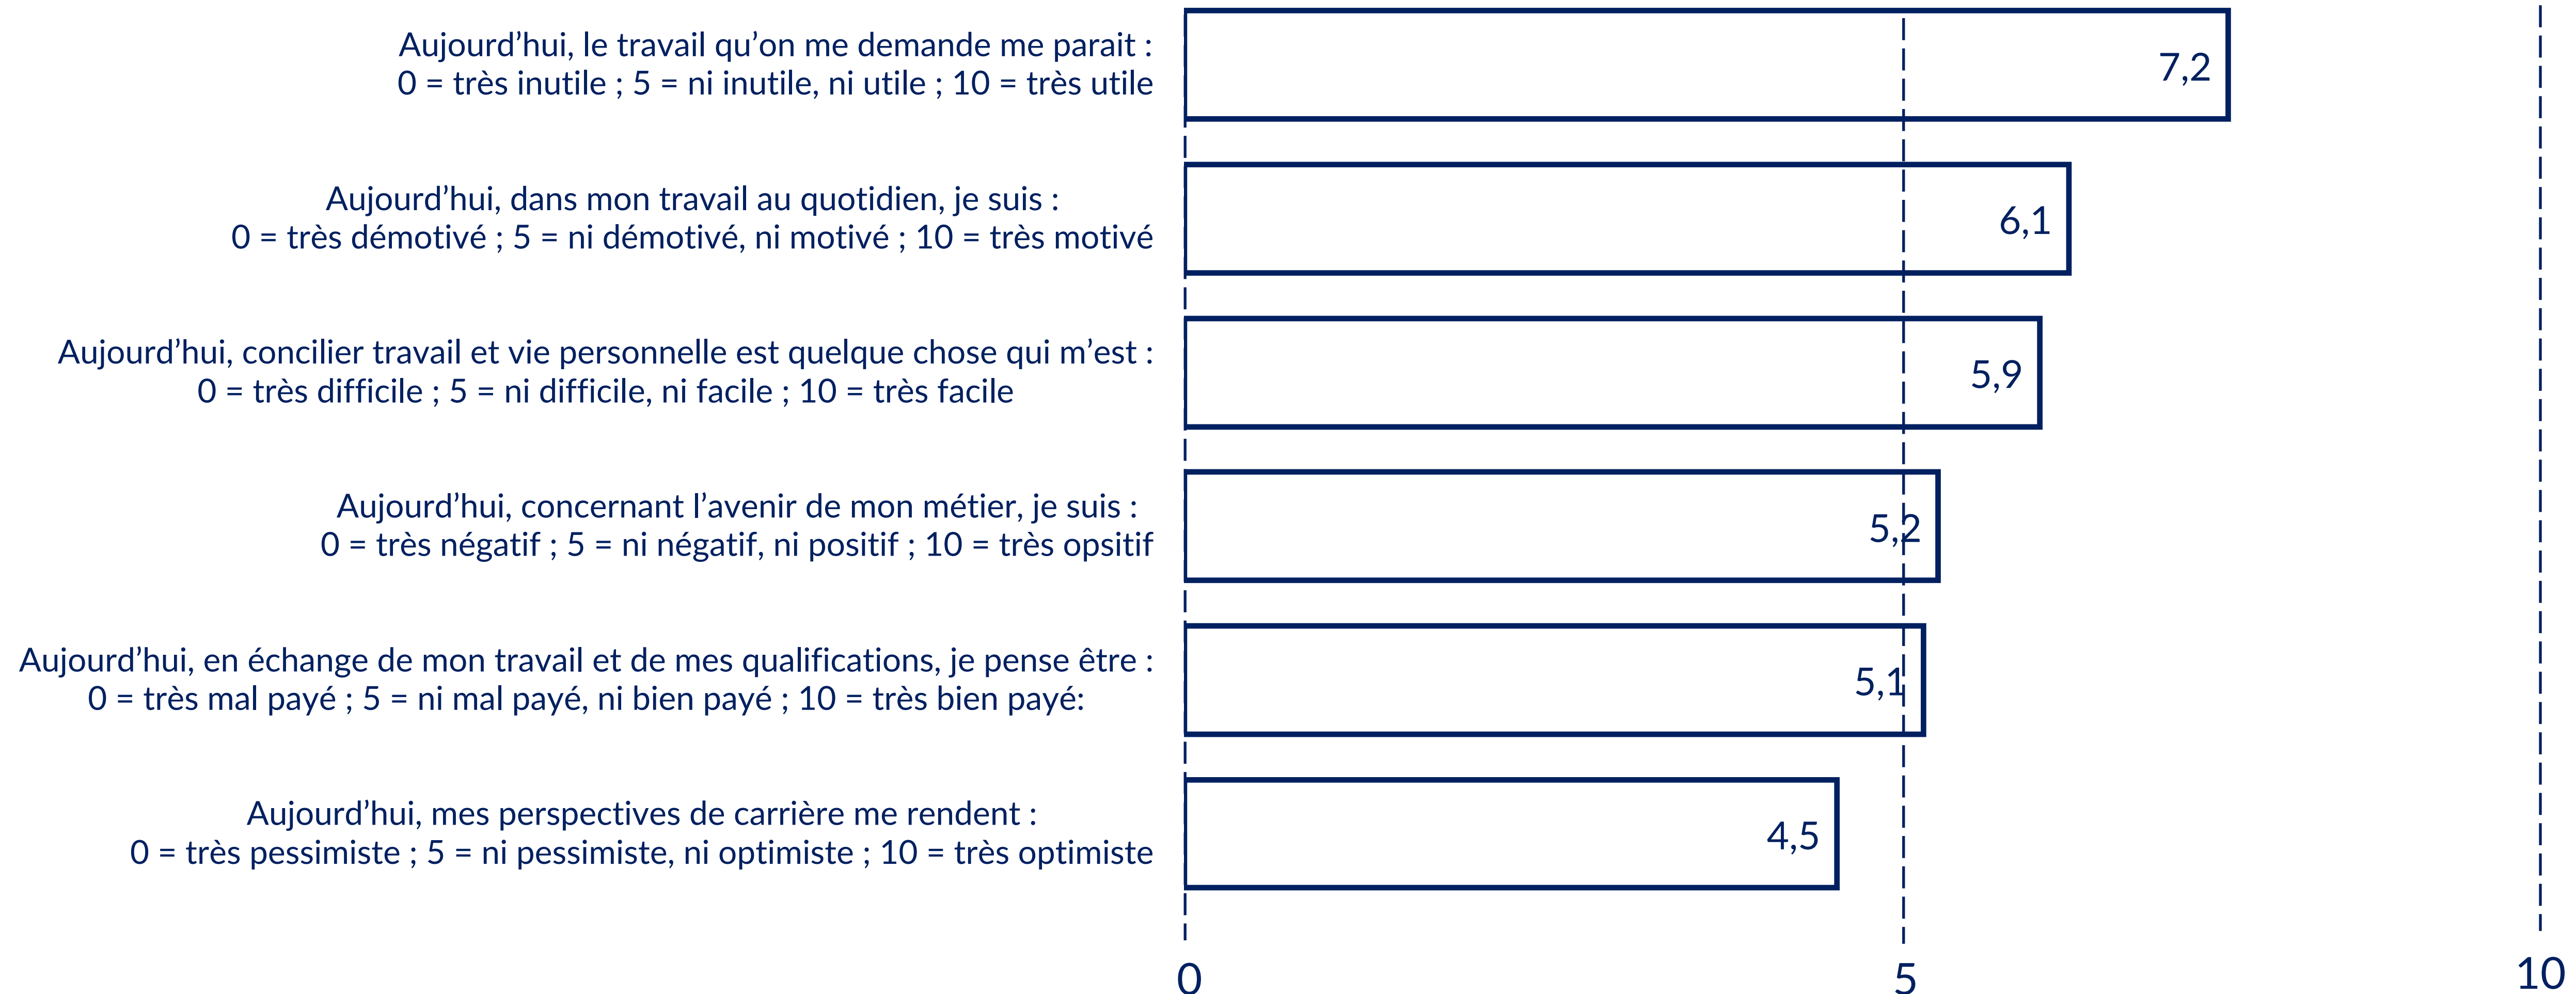 Aujourd’hui, le travail qu’on me demande me parait :
0 = très inutile ; 5 = ni inutile, ni utile ; 10 = très utile
7,2
Aujourd’hui, dans mon travail au quotidien, je suis :
0 = très démotivé ; 5 = ni démotivé, ni motivé ; 10 = très motivé
6,1
Aujourd’hui, concilier travail et vie personnelle est quelque chose qui m’est :
0 = très difficile ; 5 = ni difficile, ni facile ; 10 = très facile
5,9
Aujourd’hui, concernant l’avenir de mon métier, je suis :
0 = très négatif ; 5 = ni négatif, ni positif ; 10 = très opsitif
5,2
Aujourd’hui, en échange de mon travail et de mes qualifications, je pense être :
0 = très mal payé ; 5 = ni mal payé, ni bien payé ; 10 = très bien payé:
5,1
Aujourd’hui, mes perspectives de carrière me rendent :
0 = très pessimiste ; 5 = ni pessimiste, ni optimiste ; 10 = très optimiste
4,5
0 5 10